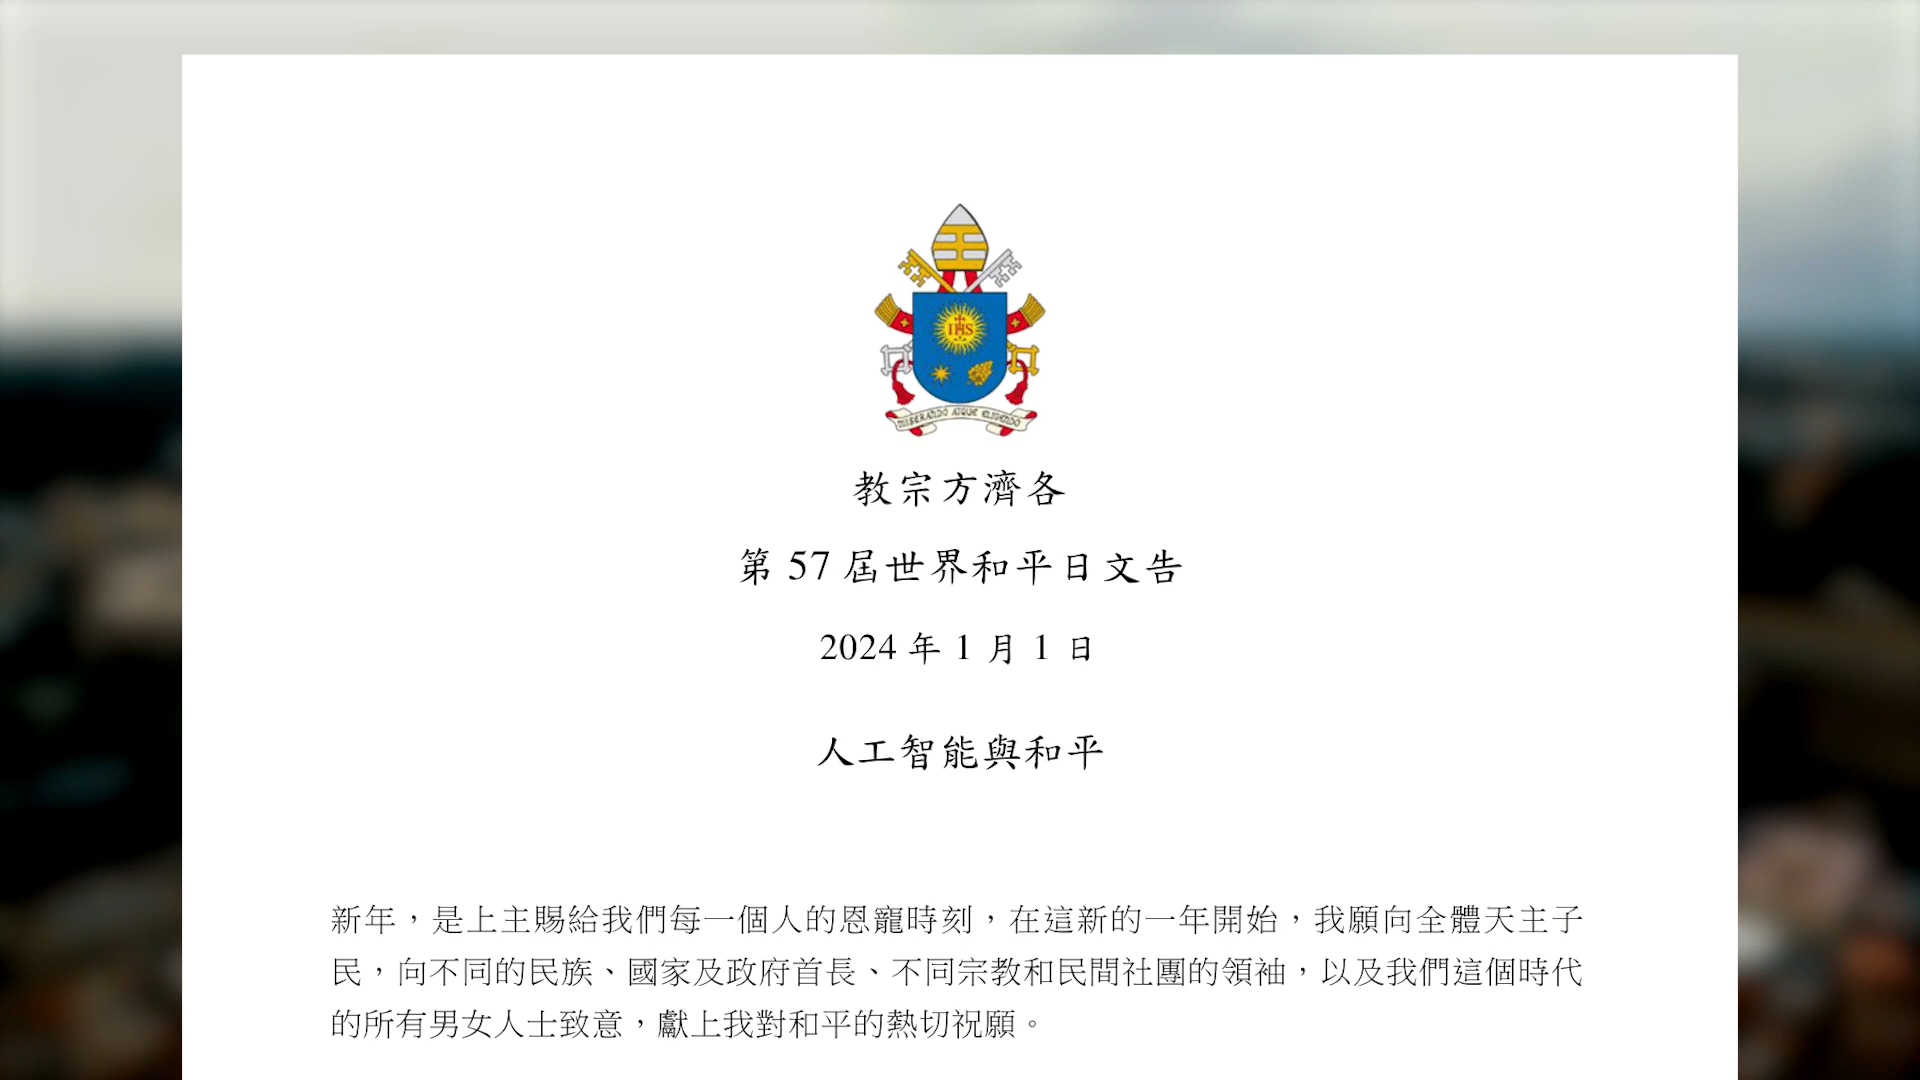 IHS
MISERANDO ATQUE ELIGENDO
教宗方濟各
第 57 屆世界和平日文告
2024 年 1 月 1 日
人工智能與和平
新年，是上主賜給我們每一個人的恩寵時刻，在這新的一年開始，我願向全體天主子
民，向不同的民族、國家及政府首長、不同宗教和民間社團的領袖，以及我們這個時代
的所有男女人士致意，獻上我對和平的熱切祝願。